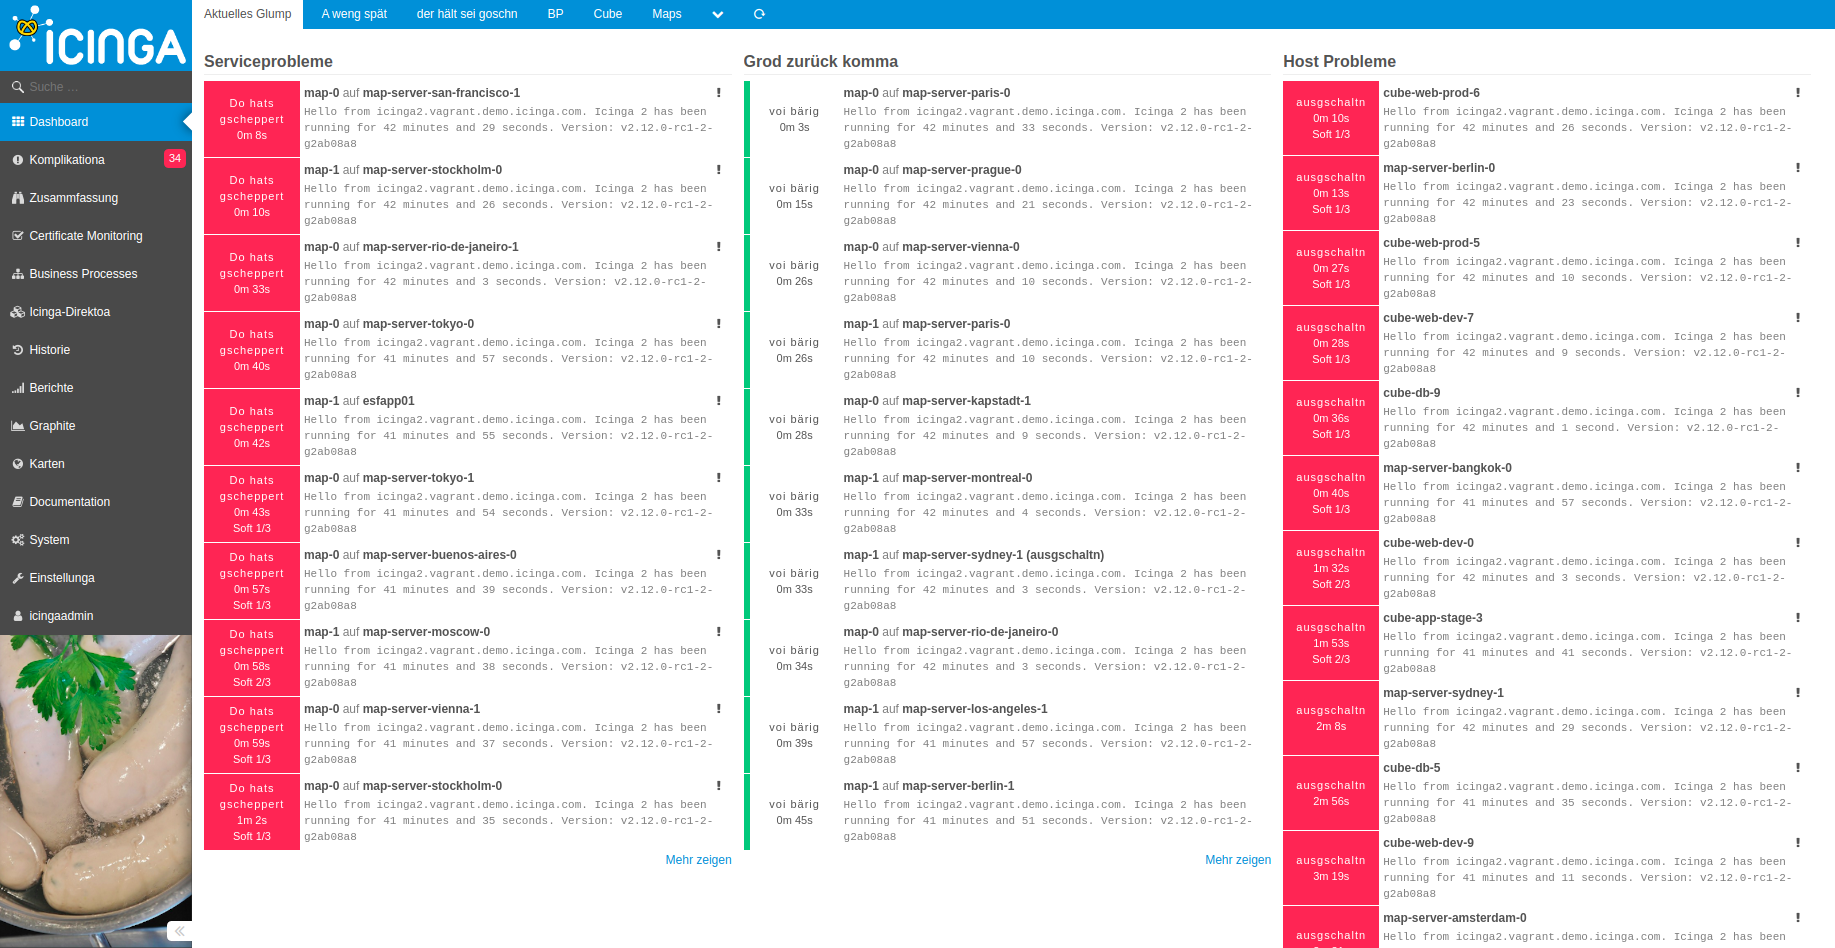 ICINGA
Suche ...
Dashboard
Komplikationa 34
Zusammfassung
Certificate Monitoring
Business Processes
Icinga-Direktoa
Historie
Berichte
Graphite
Karten
Documentation
System
Einstellunga
icingaadmin
Aktuelles Glump A weng spät der hält sei goschn BP Cube Maps
Serviceprobleme
Do hats
gscheppert
0m 8s
map-0 auf map-server-san-francisco-1
Hello from icinga2.vagrant.demo.icinga.com. Icinga 2 has been
running for 42 minutes and 29 seconds. Version: v2.12.0-rc1-2-
g2ab08a8
Do hats
gscheppert
0m 10s
map-1 auf map-server-stockholm-0
Hello from icinga2.vagrant.demo.icinga.com. Icinga 2 has been
running for 42 minutes and 26 seconds. Version: v2.12.0-rc1-2-
g2ab08a8
Do hats
gscheppert
0m 33s
map-0 auf map-server-rio-de-janeiro-1
Hello from icinga2.vagrant.demo.icinga.com. Icinga 2 has been
running for 42 minutes and 3 seconds. Version: v2.12.0-rc1-2-
g2ab08a8
Do hats
gscheppert
0m 40s
map-0 auf map-server-tokyo-0
Hello from icinga2.vagrant.demo.icinga.com. Icinga 2 has been
running for 41 minutes and 57 seconds. Version: v2.12.0-rc1-2-
g2ab08a8
Do hats
gscheppert
0m 42s
map-1 auf esfapp01
Hello from icinga2.vagrant.demo.icinga.com. Icinga 2 has been
running for 41 minutes and 55 seconds. Version: v2.12.0-rc1-2-
g2ab08a8
Do hats
gscheppert
0m 43s
Soft 1/3
map-0 auf map-server-tokyo-1
Hello from icinga2.vagrant.demo.icinga.com. Icinga 2 has been
running for 41 minutes and 54 seconds. Version: v2.12.0-rc1-2-
g2ab08a8
Do hats
gscheppert
0m 57s
Soft 1/3
map-0 auf map-server-buenos-aires-0
Hello from icinga2.vagrant.demo.icinga.com. Icinga 2 has been
running for 41 minutes and 39 seconds. Version: v2.12.0-rc1-2-
g2ab08a8
Do hats
gscheppert
0m 58s
Soft 2/3
map-1 auf map-server-moscow-0
Hello from icinga2.vagrant.demo.icinga.com. Icinga 2 has been
running for 41 minutes and 38 seconds. Version: v2.12.0-rc1-2-
g2ab08a8
Do hats
gscheppert
0m 59s
Soft 1/3
map-0 auf map-server-vienna-1
Hello from icinga2.vagrant.demo.icinga.com. Icinga 2 has been
running for 41 minutes and 37 seconds. Version: v2.12.0-rc1-2-
g2ab08a8
Do hats
gscheppert
1m 2s
Soft 1/3
map-0 auf map-server-stockholm-0
Hello from icinga2.vagrant.demo.icinga.com. Icinga 2 has been
running for 41 minutes and 35 seconds. Version: v2.12.0-rc1-2-
g2ab08a8
Mehr zeigen
Grod zurück komma
voi bärig
0m 3s
map-0 auf map-server-paris-0
Hello from icinga2.vagrant.demo.icinga.com. Icinga 2 has been
running for 42 minutes and 33 seconds. Version: v2.12.0-rc1-2-
g2ab08a8
voi bärig
0m 15s
map-0 auf map-server-prague-0
Hello from icinga2.vagrant.demo.icinga.com. Icinga 2 has been
running for 42 minutes and 21 seconds. Version: v2.12.0-rc1-2-
g2ab08a8
voi bärig
0m 26s
map-0 auf map-server-vienna-0
Hello from icinga2.vagrant.demo.icinga.com. Icinga 2 has been
running for 42 minutes and 10 seconds. Version: v2.12.0-rc1-2-
g2ab08a8
voi bärig
0m 26s
map-1 auf map-server-paris-0
Hello from icinga2.vagrant.demo.icinga.com. Icinga 2 has been
running for 42 minutes and 10 seconds. Version: v2.12.0-rc1-2-
g2ab08a8
voi bärig
0m 28s
map-0 auf map-server-kapstadt-1
Hello from icinga2.vagrant.demo.icinga.com. Icinga 2 has been
running for 42 minutes and 9 seconds. Version: v2.12.0-rc1-2-
g2ab08a8
voi bärig
0m 33s
map-1 auf map-server-montreal-0
Hello from icinga2.vagrant.demo.icinga.com. Icinga 2 has been
running for 42 minutes and 4 seconds. Version: v2.12.0-rc1-2-
g2ab08a8
voi bärig
0m 33s
map-1 auf map-server-sydney-1 (ausgschaltn)
Hello from icinga2.vagrant.demo.icinga.com. Icinga 2 has been
running for 42 minutes and 3 seconds. Version: v2.12.0-rc1-2-
g2ab08a8
voi bärig
0m 34s
map-0 auf map-server-rio-de-janeiro-0
Hello from icinga2.vagrant.demo.icinga.com. Icinga 2 has been
running for 42 minutes and 3 seconds. Version: v2.12.0-rc1-2-
g2ab08a8
voi bärig
0m 39s
map-1 auf map-server-los-angeles-1
Hello from icinga2.vagrant.demo.icinga.com. Icinga 2 has been
running for 41 minutes and 57 seconds. Version: v2.12.0-rc1-2-
g2ab08a8
voi bärig
0m 45s
map-1 auf map-server-berlin-1
Hello from icinga2.vagrant.demo.icinga.com. Icinga 2 has been
running for 41 minutes and 51 seconds. Version: v2.12.0-rc1-2-
g2ab08a8
Mehr zeigen
Host Probleme
ausgschaltn
0m 10s
Soft 1/3
cube-web-prod-6
Hello from icinga2.vagrant.demo.icinga.com. Icinga 2 has been
running for 42 minutes and 26 seconds. Version: v2.12.0-rc1-2-
g2ab08a8
ausgschaltn
0m 13s
Soft 1/3
map-server-berlin-0
Hello from icinga2.vagrant.demo.icinga.com. Icinga 2 has been
running for 42 minutes and 23 seconds. Version: v2.12.0-rc1-2-
g2ab08a8
ausgschaltn
0m 27s
Soft 1/3
cube-web-prod-5
Hello from icinga2.vagrant.demo.icinga.com. Icinga 2 has been
running for 42 minutes and 10 seconds. Version: v2.12.0-rc1-2-
g2ab08a8
ausgschaltn
0m 28s
Soft 1/3
cube-web-dev-7
Hello from icinga2.vagrant.demo.icinga.com. Icinga 2 has been
running for 42 minutes and 9 seconds. Version: v2.12.0-rc1-2-
g2ab08a8
ausgschaltn
0m 36s
Soft 1/3
cube-db-9
Hello from icinga2.vagrant.demo.icinga.com. Icinga 2 has been
running for 42 minutes and 1 second. Version: v2.12.0-rc1-2-
g2ab08a8
ausgschaltn
0m 40s
Soft 1/3
map-server-bangkok-0
Hello from icinga2.vagrant.demo.icinga.com. Icinga 2 has been
running for 41 minutes and 57 seconds. Version: v2.12.0-rc1-2-
g2ab08a8
ausgschaltn
1m 32s
Soft 2/3
cube-web-dev-0
Hello from icinga2.vagrant.demo.icinga.com. Icinga 2 has been
running for 42 minutes and 3 seconds. Version: v2.12.0-rc1-2-
g2ab08a8
ausgschaltn
1m 53s
Soft 2/3
cube-app-stage-3
Hello from icinga2.vagrant.demo.icinga.com. Icinga 2 has been
running for 41 minutes and 41 seconds. Version: v2.12.0-rc1-2-
g2ab08a8
ausgschaltn
2m 8s
map-server-sydney-1
Hello from icinga2.vagrant.demo.icinga.com. Icinga 2 has been
running for 42 minutes and 29 seconds. Version: v2.12.0-rc1-2-
g2ab08a8
ausgschaltn
2m 56s
cube-db-5
Hello from icinga2.vagrant.demo.icinga.com. Icinga 2 has been
running for 41 minutes and 35 seconds. Version: v2.12.0-rc1-2-
g2ab08a8
ausgschaltn
3m 19s
cube-web-dev-9
Hello from icinga2.vagrant.demo.icinga.com. Icinga 2 has been
running for 41 minutes and 11 seconds. Version: v2.12.0-rc1-2-
g2ab08a8
ausgschaltn
map-server-amsterdam-0
Hello from icinga2.vagrant.demo.icinga.com. Icinga 2 has been